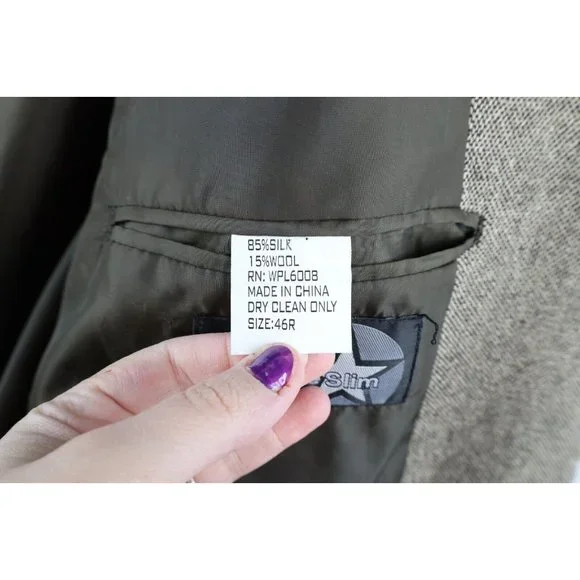 85%SILK
15%WOOL
RN: WPL6008
MADE IN CHINA
DRY CLEAN ONLY
SIZE:46R
Slim